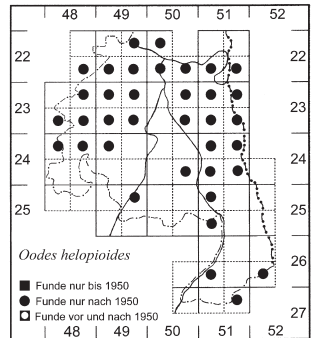 48 49 50 51 52
22 22
23 23
24 24
25 25
Oodes helopioides
26
Funde nur bis 1950
Funde nur nach 1950
Funde vor und nach 1950
27
48 49 50 51 52